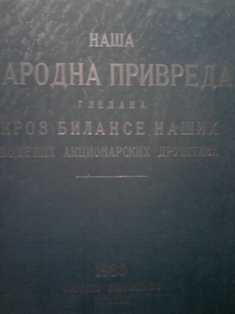 НАША
АРОДНА ПРИВРЕДА
ГЛЕДАНА
КРОЗ БИЛАНСЕ НАШИХ
ВОДЕЋИХ АКЦИОНАРСКИХ ДРУШТАВА